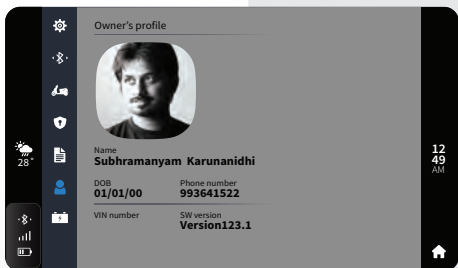 Owner's profile
Name
Subhramanyam Karunanidhi
DOB
01/01/00
Phone number
993641522
VIN number
SW version
Version123.1
28°
12
49
AM